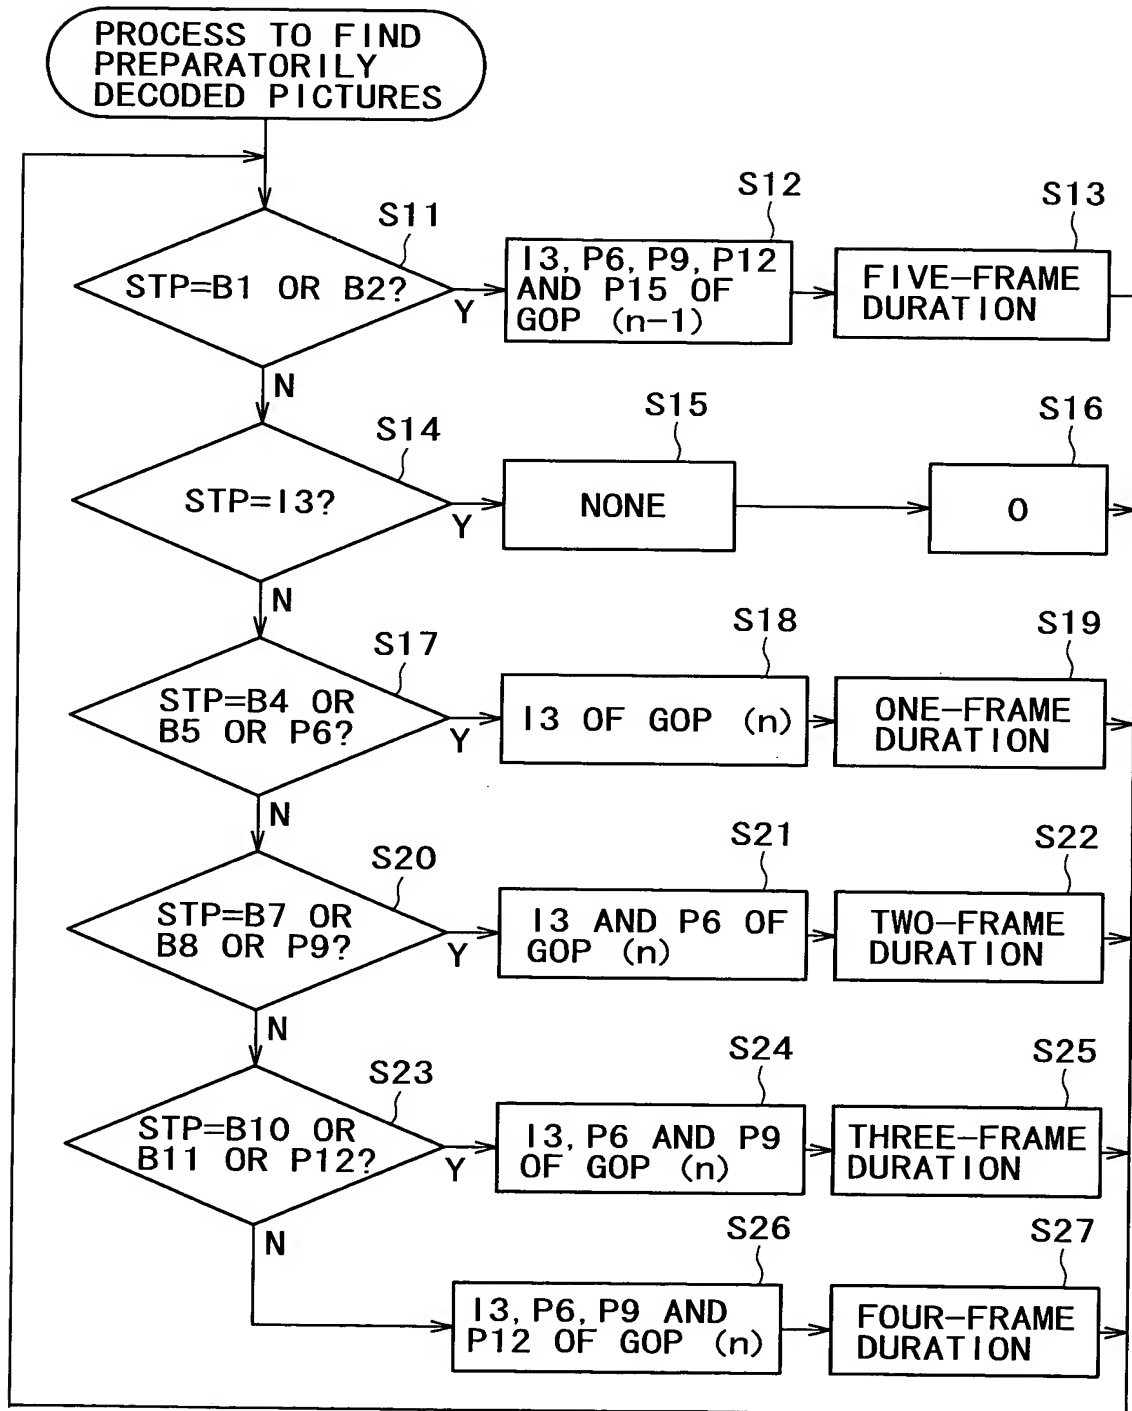 PROCESS TO FIND
PREPARATORILY
DECODED PICTURES
S11
STP=B1 OR B2?
Y
N
S12
I3, P6, P9, P12
AND P15 OF
GOP (n-1)
S13
FIVE-FRAME
DURATION
S14
STP=I3?
Y
N
S15
NONE
S16
0
S17
STP=B4 OR
B5 OR P6?
Y
N
S18
I3 OF GOP (n)
S19
ONE-FRAME
DURATION
S20
STP=B7 OR
B8 OR P9?
Y
N
S21
I3 AND P6 OF
GOP (n)
S22
TWO-FRAME
DURATION
S23
STP=B10 OR
B11 OR P12?
Y
N
S24
I3, P6 AND P9
OF GOP (n)
S25
THREE-FRAME
DURATION
S26
I3, P6, P9 AND
P12 OF GOP (n)
S27
FOUR-FRAME
DURATION